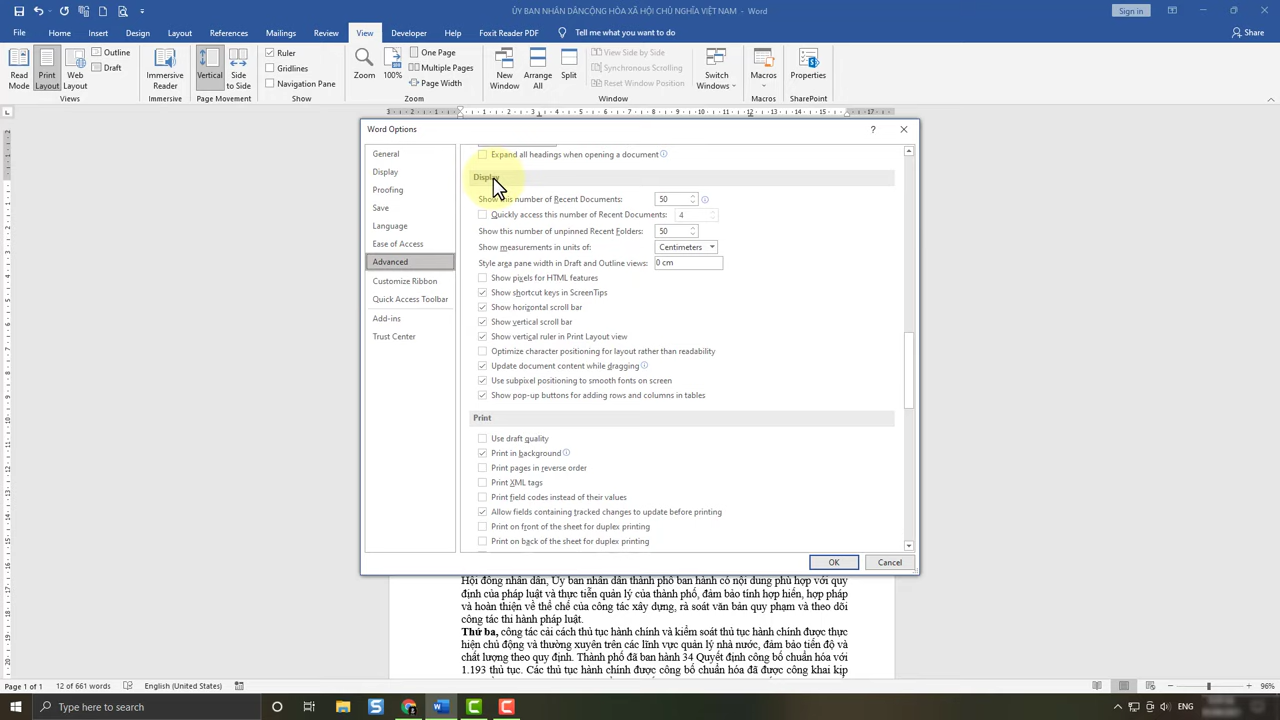 ỦY BAN NHÂN DÂNCỘNG HÒA XÃ HỘI CHỦ NGHĨA VIỆT NAM - Word
Sign in
File Home Insert Design Layout References Mailings Review View Developer Help Foxit Reader PDF Tell me what you want to do Share
Read Mode
Print Layout
Web Layout
Outline
Draft
Views
Immersive Reader
Immersive
Vertical
Side to Side
Page Movement
Ruler
Gridlines
Navigation Pane
Show
Zoom
100%
One Page
Multiple Pages
Page Width
Zoom
New Window
Arrange All
Split
View Side by Side
Synchronous Scrolling
Reset Window Position
Window
Switch Windows
Macros
Macros
Properties
SharePoint
3 2 1 1 2 3 4 5 6 7 8 9 10 11 12 13 14 15 17
Word Options
General
Display
Proofing
Save
Language
Ease of Access
Advanced
Customize Ribbon
Quick Access Toolbar
Add-ins
Trust Center
Expand all headings when opening a document
Display
Show this number of Recent Documents: 50
Quickly access this number of Recent Documents: 4
Show this number of unpinned Recent Folders: 50
Show measurements in units of: Centimeters
Style area pane width in Draft and Outline views: 0 cm
Show pixels for HTML features
Show shortcut keys in ScreenTips
Show horizontal scroll bar
Show vertical scroll bar
Show vertical ruler in Print Layout view
Optimize character positioning for layout rather than readability
Update document content while dragging
Use subpixel positioning to smooth fonts on screen
Show pop-up buttons for adding rows and columns in tables
Print
Use draft quality
Print in background
Print pages in reverse order
Print XML tags
Print field codes instead of their values
Allow fields containing tracked changes to update before printing
Print on front of the sheet for duplex printing
Print on back of the sheet for duplex printing
OK
Cancel
Hội đồng nhân dân, Ủy ban nhân dân thành phố ban hành có nội dung phù hợp với quy
định của pháp luật và thực tiễn quản lý của thành phố, đảm bảo tính hợp hiến, hợp pháp
và hoàn thiện về thể chế của công tác xây dựng, rà soát văn bản quy phạm và theo dõi
công tác thi hành pháp luật.
Thứ ba, công tác cải cách thủ tục hành chính và kiểm soát thủ tục hành chính được thực
hiện chủ động và thường xuyên trên các lĩnh vực quản lý nhà nước, đảm bảo tiến độ và
chất lượng theo quy định. Thành phố đã ban hành 34 Quyết định công bố chuẩn hóa với
1.193 thủ tục. Các thủ tục hành chính được công bố chuẩn hóa đã được công khai kịp
Page 1 of 1 12 of 661 words English (United States) 96%
Type here to search
ENG